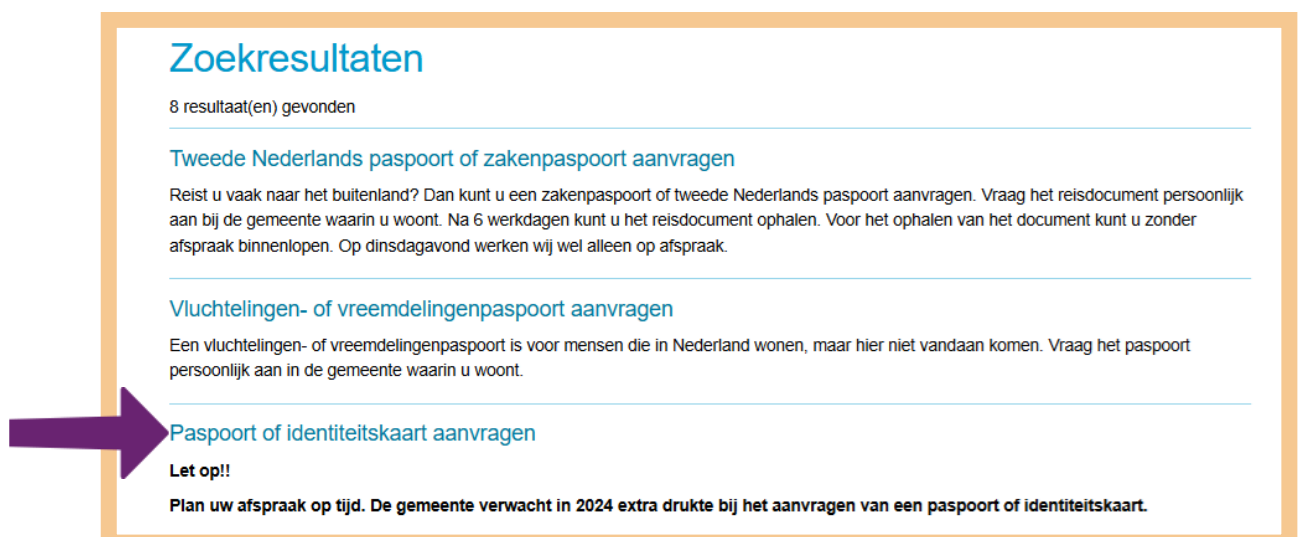 Zoekresultaten
8 resultaat(en) gevonden
Tweede Nederlands paspoort of zakenpaspoort aanvragen
Reist u vaak naar het buitenland? Dan kunt u een zakenpaspoort of tweede Nederlands paspoort aanvragen. Vraag het reisdocument persoonlijk
aan bij de gemeente waarin u woont. Na 6 werkdagen kunt u het reisdocument ophalen. Voor het ophalen van het document kunt u zonder
afspraak binnenlopen. Op dinsdagavond werken wij wel alleen op afspraak.
Vluchtelingen- of vreemdelingenpaspoort aanvragen
Een vluchtelingen- of vreemdelingenpaspoort is voor mensen die in Nederland wonen, maar hier niet vandaan komen. Vraag het paspoort
persoonlijk aan in de gemeente waarin u woont.
Paspoort of identiteitskaart aanvragen
Let op!!
Plan uw afspraak op tijd. De gemeente verwacht in 2024 extra drukte bij het aanvragen van een paspoort of identiteitskaart.